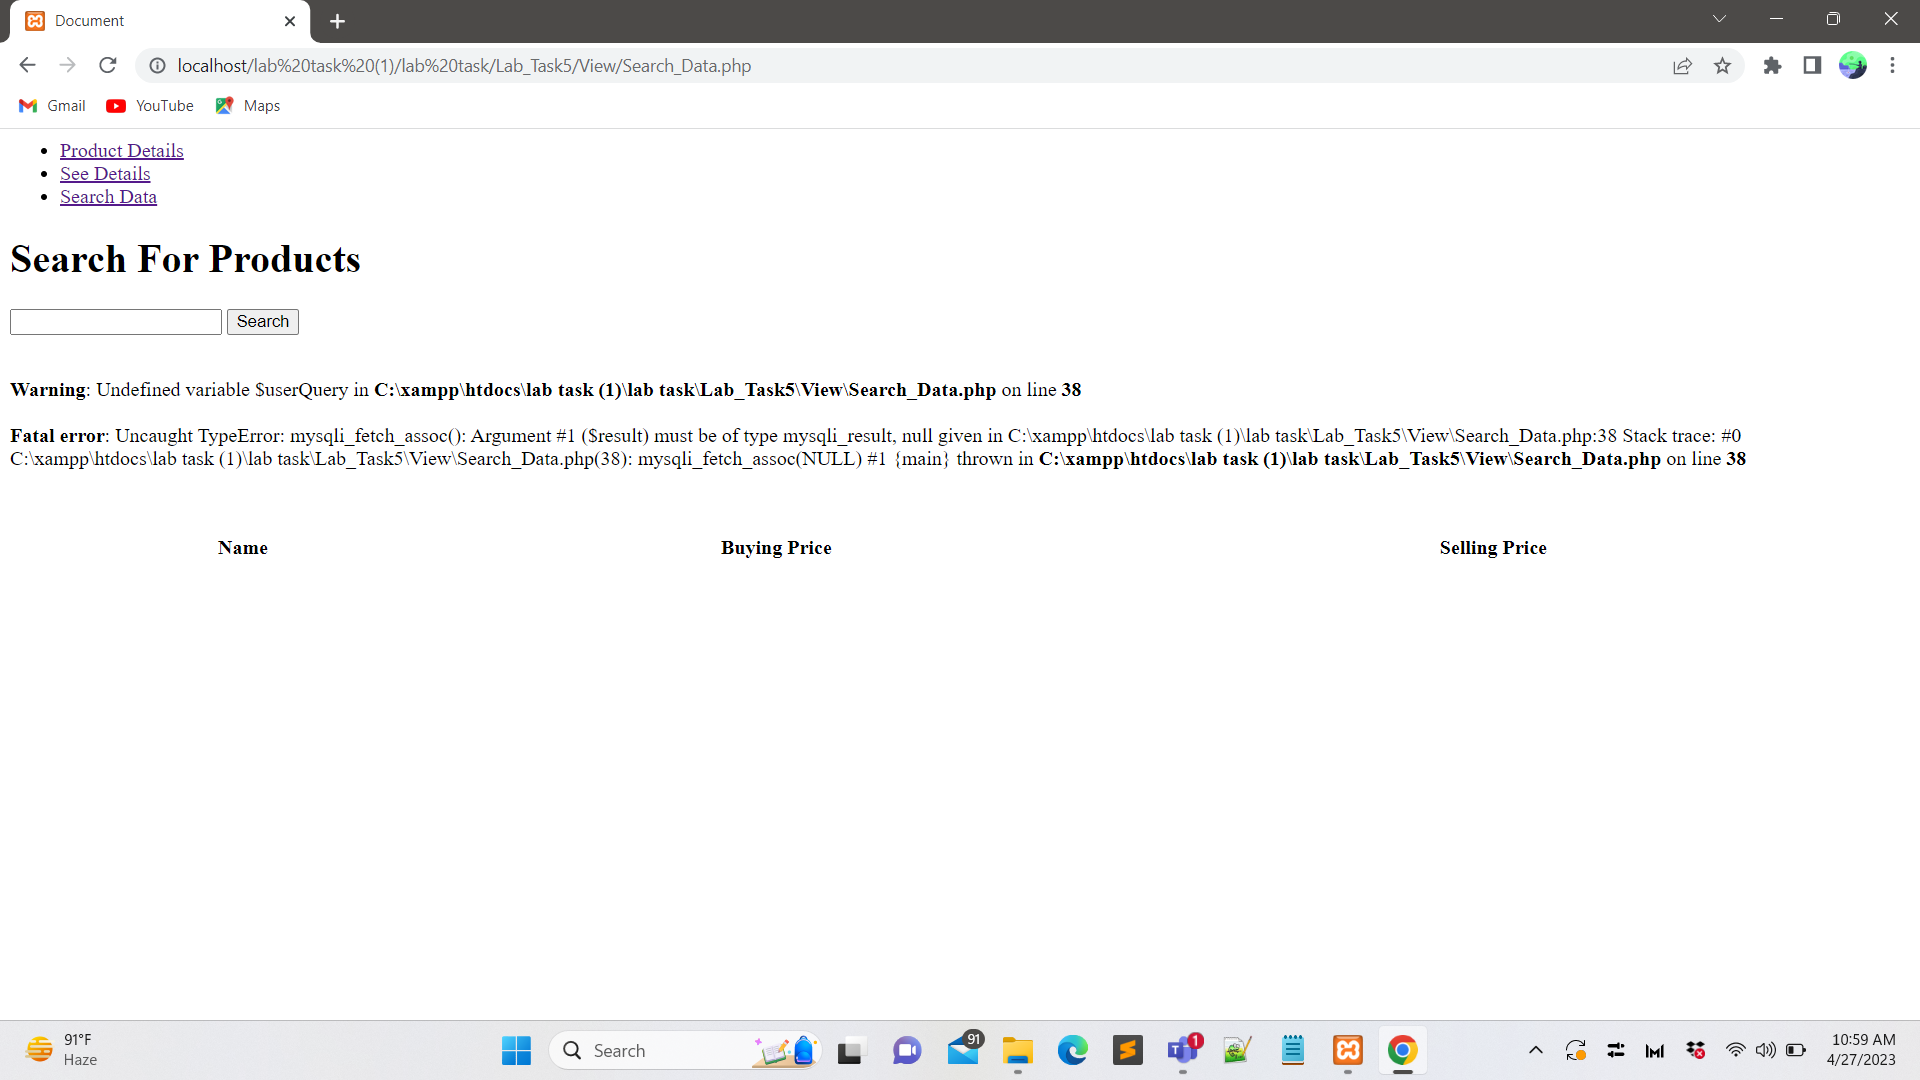 Document
localhost/lab%20task%20(1)/lab%20task/Lab_Task5/View/Search_Data.php
Gmail YouTube Maps
Product Details
See Details
Search Data
Search For Products
Search
Warning: Undefined variable $userQuery in C:\xampp\htdocs\lab task (1)\lab task\Lab_Task5\View\Search_Data.php on line 38
Fatal error: Uncaught TypeError: mysqli_fetch_assoc(): Argument #1 ($result) must be of type mysqli_result, null given in C:\xampp\htdocs\lab task (1)\lab task\Lab_Task5\View\Search_Data.php:38 Stack trace: #0
C:\xampp\htdocs\lab task (1)\lab task\Lab_Task5\View\Search_Data.php(38): mysqli_fetch_assoc(NULL) #1 {main} thrown in C:\xampp\htdocs\lab task (1)\lab task\Lab_Task5\View\Search_Data.php on line 38
Name Buying Price Selling Price
91°F
Haze
Search
91
1
10:59 AM
4/27/2023